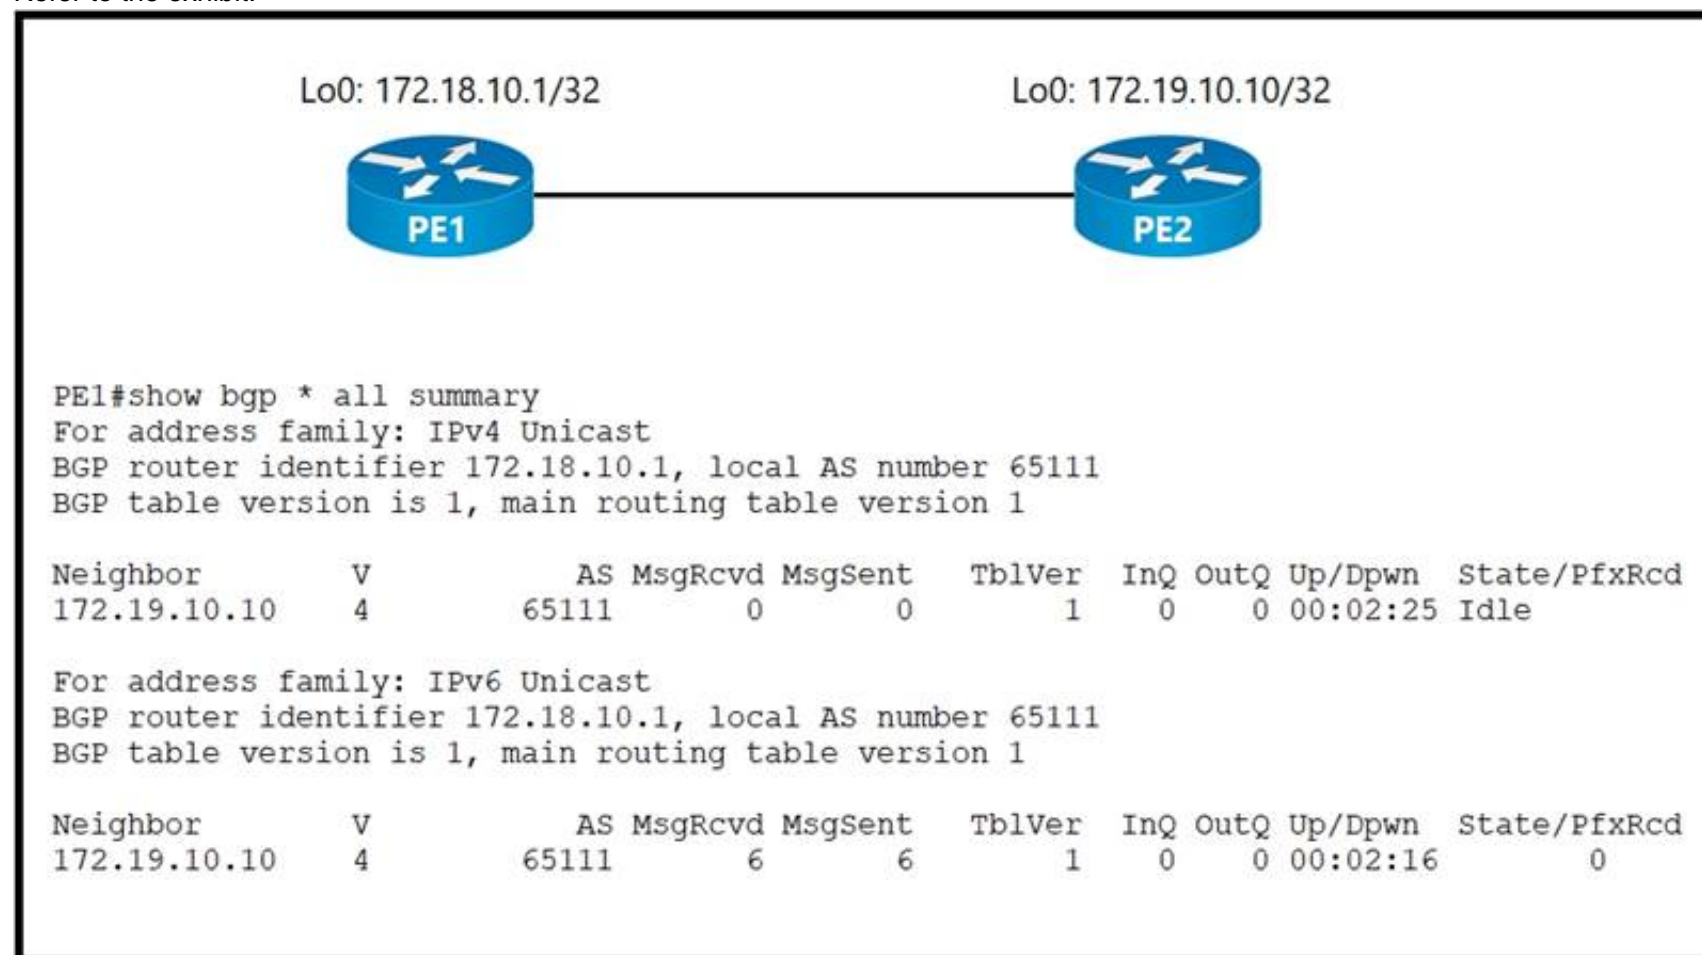 Refer to the exhibit.
Lo0: 172.18.10.1/32 Lo0: 172.19.10.10/32
PE1 PE2
PE1#show bgp * all summary
For address family: IPv4 Unicast
BGP router identifier 172.18.10.1, local AS number 65111
BGP table version is 1, main routing table version 1
Neighbor V AS MsgRcvd MsgSent TblVer InQ OutQ Up/Dpwn State/PfxRcd
172.19.10.10 4 65111 0 0 1 0 0 00:02:25 Idle
For address family: IPv6 Unicast
BGP router identifier 172.18.10.1, local AS number 65111
BGP table version is 1, main routing table version 1
Neighbor V AS MsgRcvd MsgSent TblVer InQ OutQ Up/Dpwn State/PfxRcd
172.19.10.10 4 65111 6 6 1 0 0 00:02:16 0